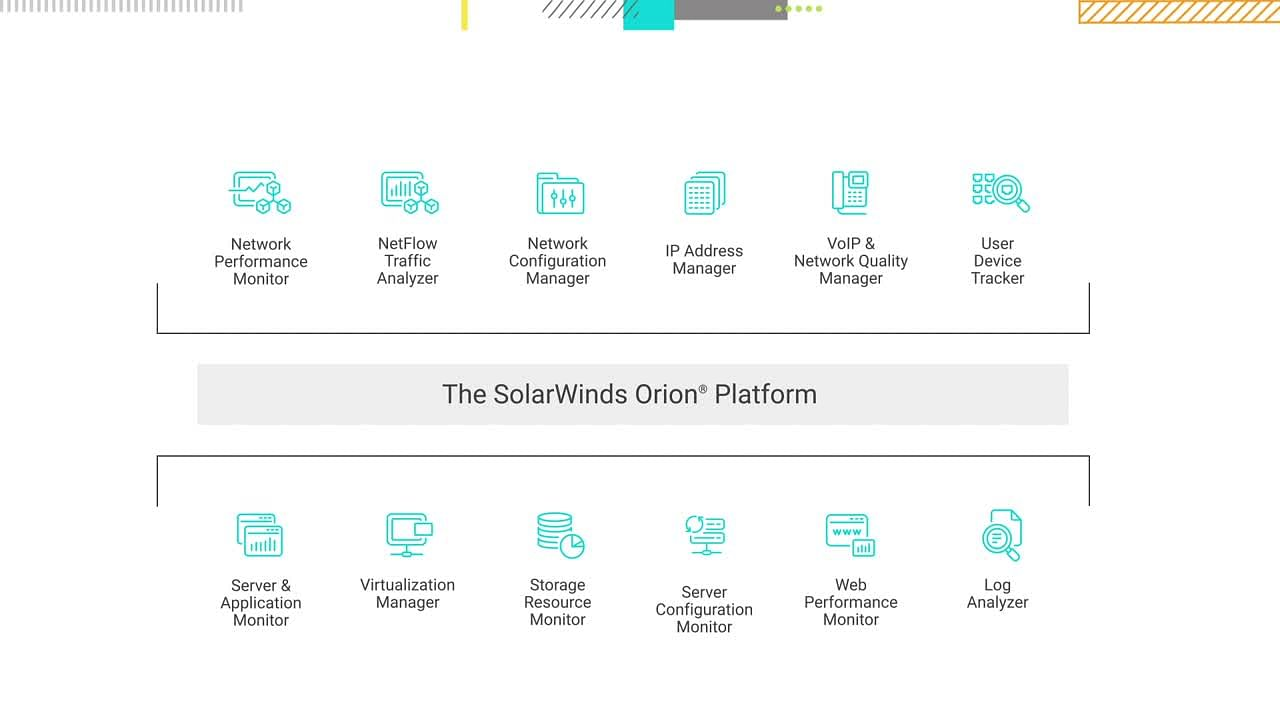 Network
Performance
Monitor
NetFlow
Traffic
Analyzer
Network
Configuration
Manager
IP Address
Manager
VoIP &
Network Quality
Manager
User
Device
Tracker
The SolarWinds Orion® Platform
Server &
Application
Monitor
Virtualization
Manager
Storage
Resource
Monitor
Server
Configuration
Monitor
www
Web
Performance
Monitor
Log
Analyzer